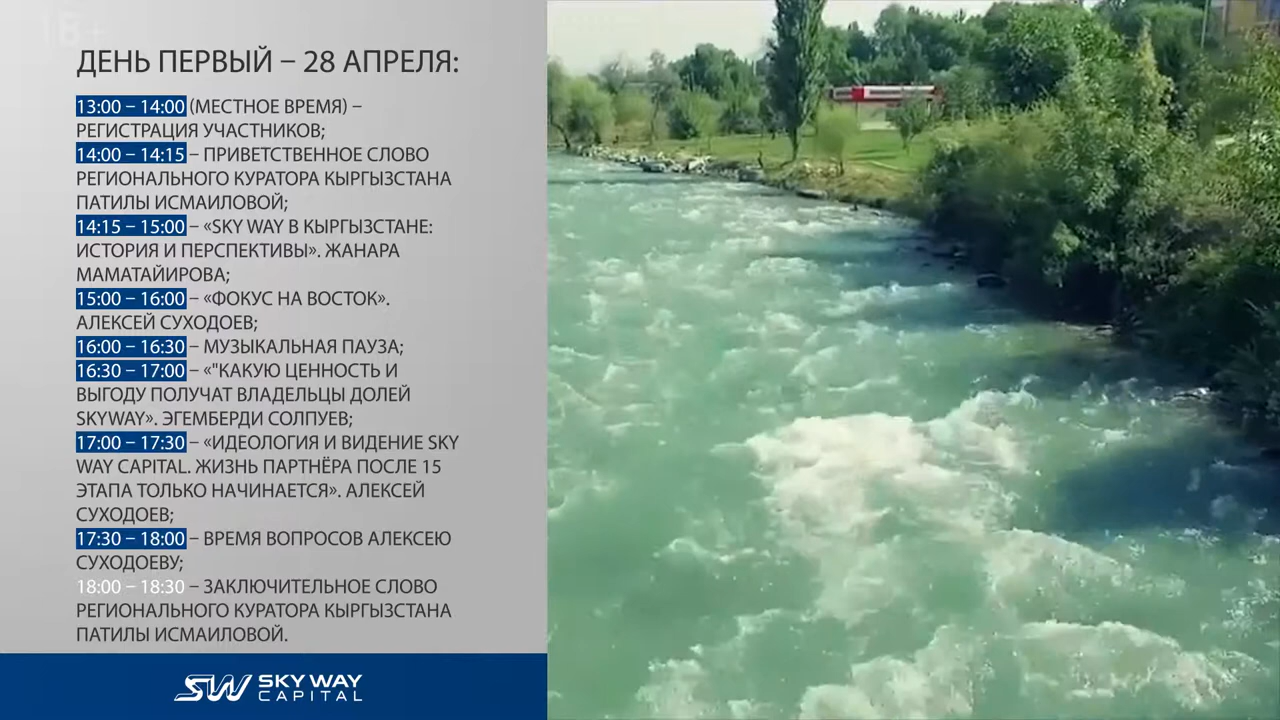 18+
ДЕНЬ ПЕРВЫЙ – 28 АПРЕЛЯ:
13:00 – 14:00 (МЕСТНОЕ ВРЕМЯ) –
РЕГИСТРАЦИЯ УЧАСТНИКОВ;
14:00 – 14:15 – ПРИВЕТСТВЕННОЕ СЛОВО
РЕГИОНАЛЬНОГО КУРАТОРА КЫРГЫЗСТАНА
ПАТИЛЫ ИСМАИЛОВОЙ;
14:15 – 15:00 – «SKY WAY В КЫРГЫЗСТАНЕ:
ИСТОРИЯ И ПЕРСПЕКТИВЫ». ЖАНАРА
МАМАТАЙИРОВА;
15:00 – 16:00 – «ФОКУС НА ВОСТОК».
АЛЕКСЕЙ СУХОДОЕВ;
16:00 – 16:30 – МУЗЫКАЛЬНАЯ ПАУЗА;
16:30 – 17:00 – «"КАКУЮ ЦЕННОСТЬ И
ВЫГОДУ ПОЛУЧАТ ВЛАДЕЛЬЦЫ ДОЛЕЙ
SKYWAY». ЭГЕМБЕРДИ СОЛПУЕВ;
17:00 – 17:30 – «ИДЕОЛОГИЯ И ВИДЕНИЕ SKY
WAY CAPITAL. ЖИЗНЬ ПАРТНЁРА ПОСЛЕ 15
ЭТАПА ТОЛЬКО НАЧИНАЕТСЯ». АЛЕКСЕЙ
СУХОДОЕВ;
17:30 – 18:00 – ВРЕМЯ ВОПРОСОВ АЛЕКСЕЮ
СУХОДОЕВУ;
18:00 – 18:30 – ЗАКЛЮЧИТЕЛЬНОЕ СЛОВО
РЕГИОНАЛЬНОГО КУРАТОРА КЫРГЫЗСТАНА
ПАТИЛЫ ИСМАИЛОВОЙ.
SW SKY WAY
CAPITAL